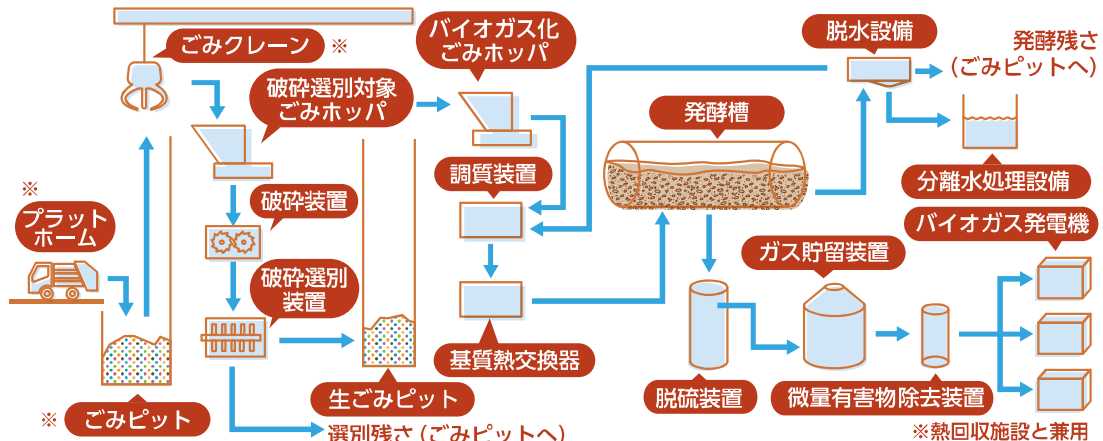 ごみクレーン ※
バイオガス化
ごみホッパ
脱水設備
発酵残さ
(ごみピットへ)
破砕選別対象
ごみホッパ
発酵槽
調質装置
分離水処理設備
※
プラット
ホーム
破砕装置
バイオガス発電機
ガス貯留装置
破砕選別
装置
基質熱交換器
脱硫装置
微量有害物除去装置
生ごみピット
※ ごみピット
選別残さ(ごみピットへ)
※熱回収施設と兼用